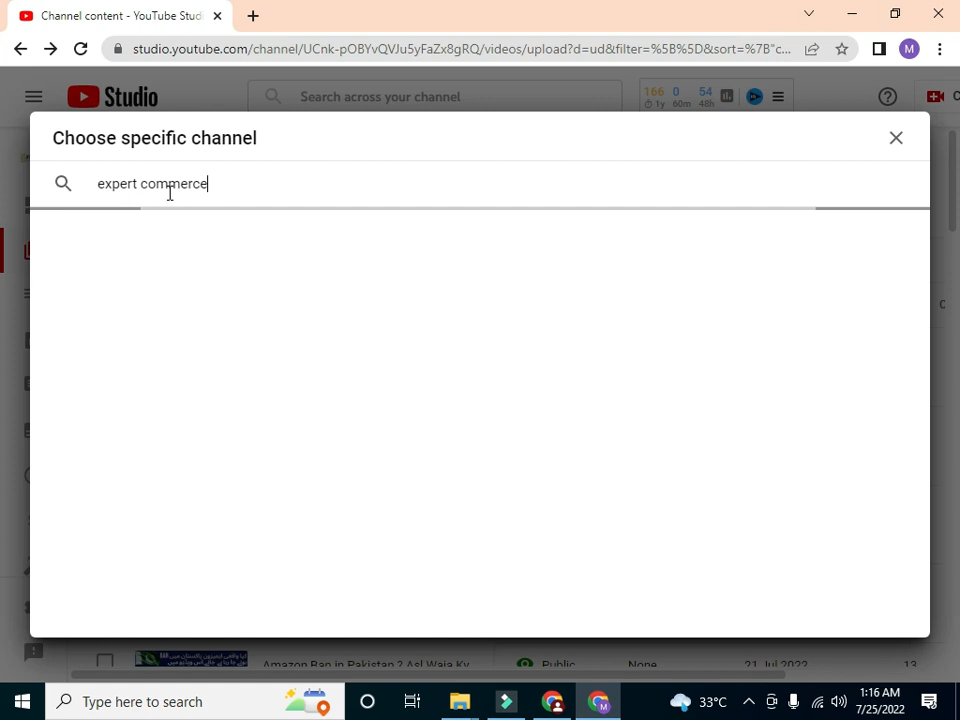 Channel content - YouTube Studi
studio.youtube.com/channel/UCnk-pOBYvQVJu5yFaZx8gRQ/videos/upload?d=ud&filter=%5B%5D&sort=%7B"c...
M
Studio
Search across your channel
166 0 54
1y 60m 48h
C
Choose specific channel
expert commerce
C
Amazon Ban in Pakistan ? Asl Waja Ky
Public
None
21 Jul 2022
13
Type here to search
33°C
1:16 AM
7/25/2022